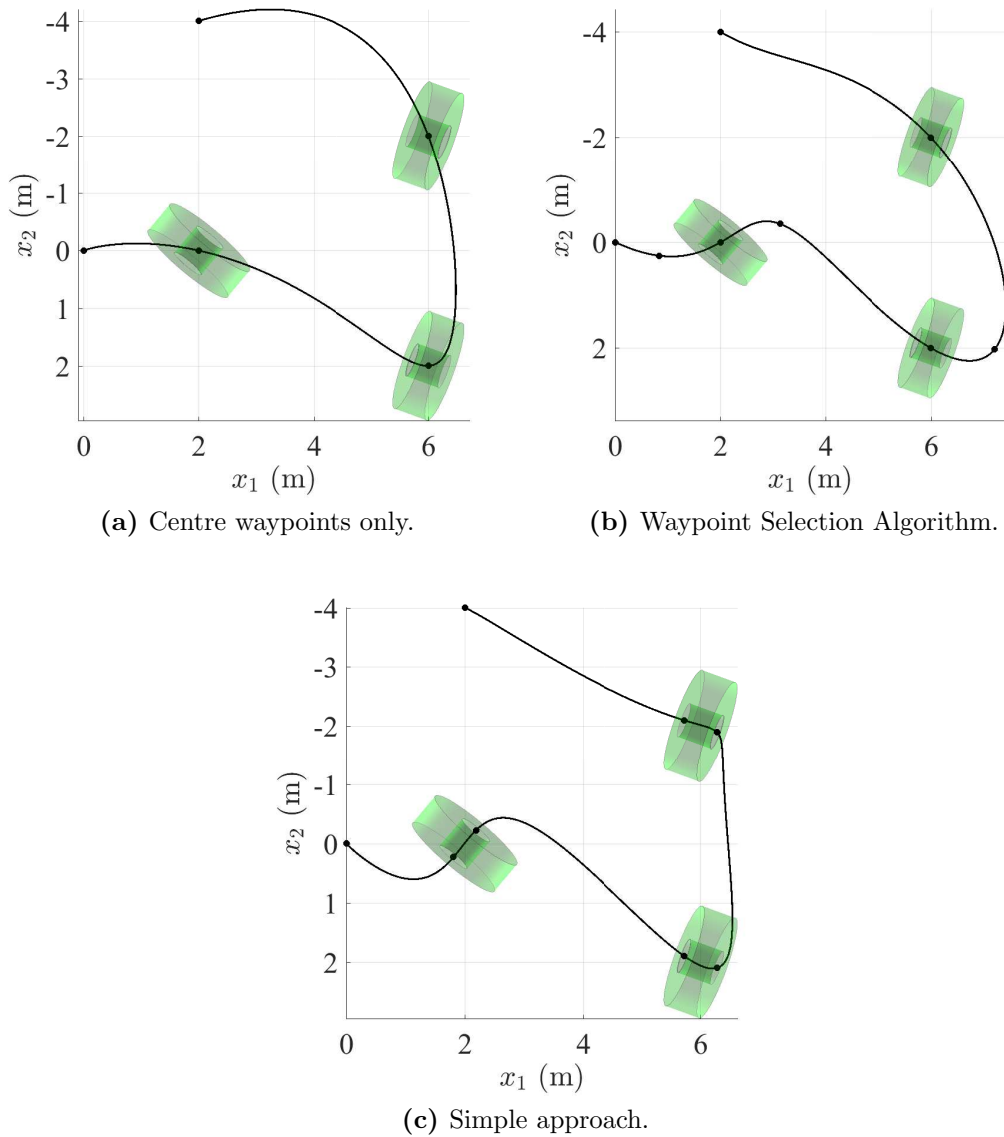 -4
-3
-2
-1
0
1
2
x₂ (m)
0 2 4 6
x₁ (m)
(a) Centre waypoints only.
-4
-2
0
2
x₂ (m)
0 2 4 6
x₁ (m)
(b) Waypoint Selection Algorithm.
-4
-3
-2
-1
0
1
2
x₂ (m)
0 2 4 6
x₁ (m)
(c) Simple approach.